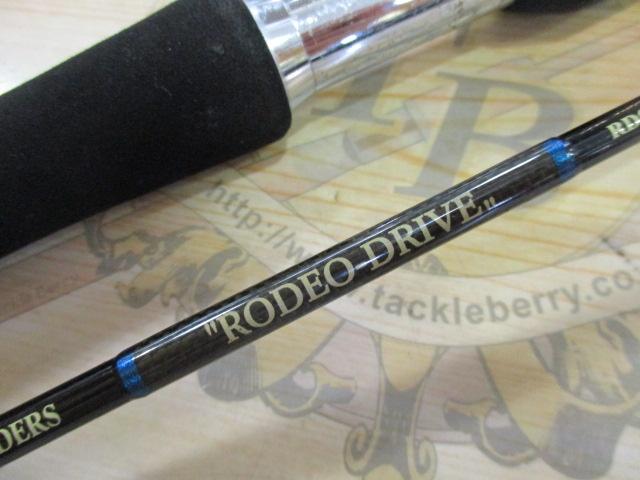 "RODEO DRIVE"
DERS
RD
B
http://w
.tackleberry.co